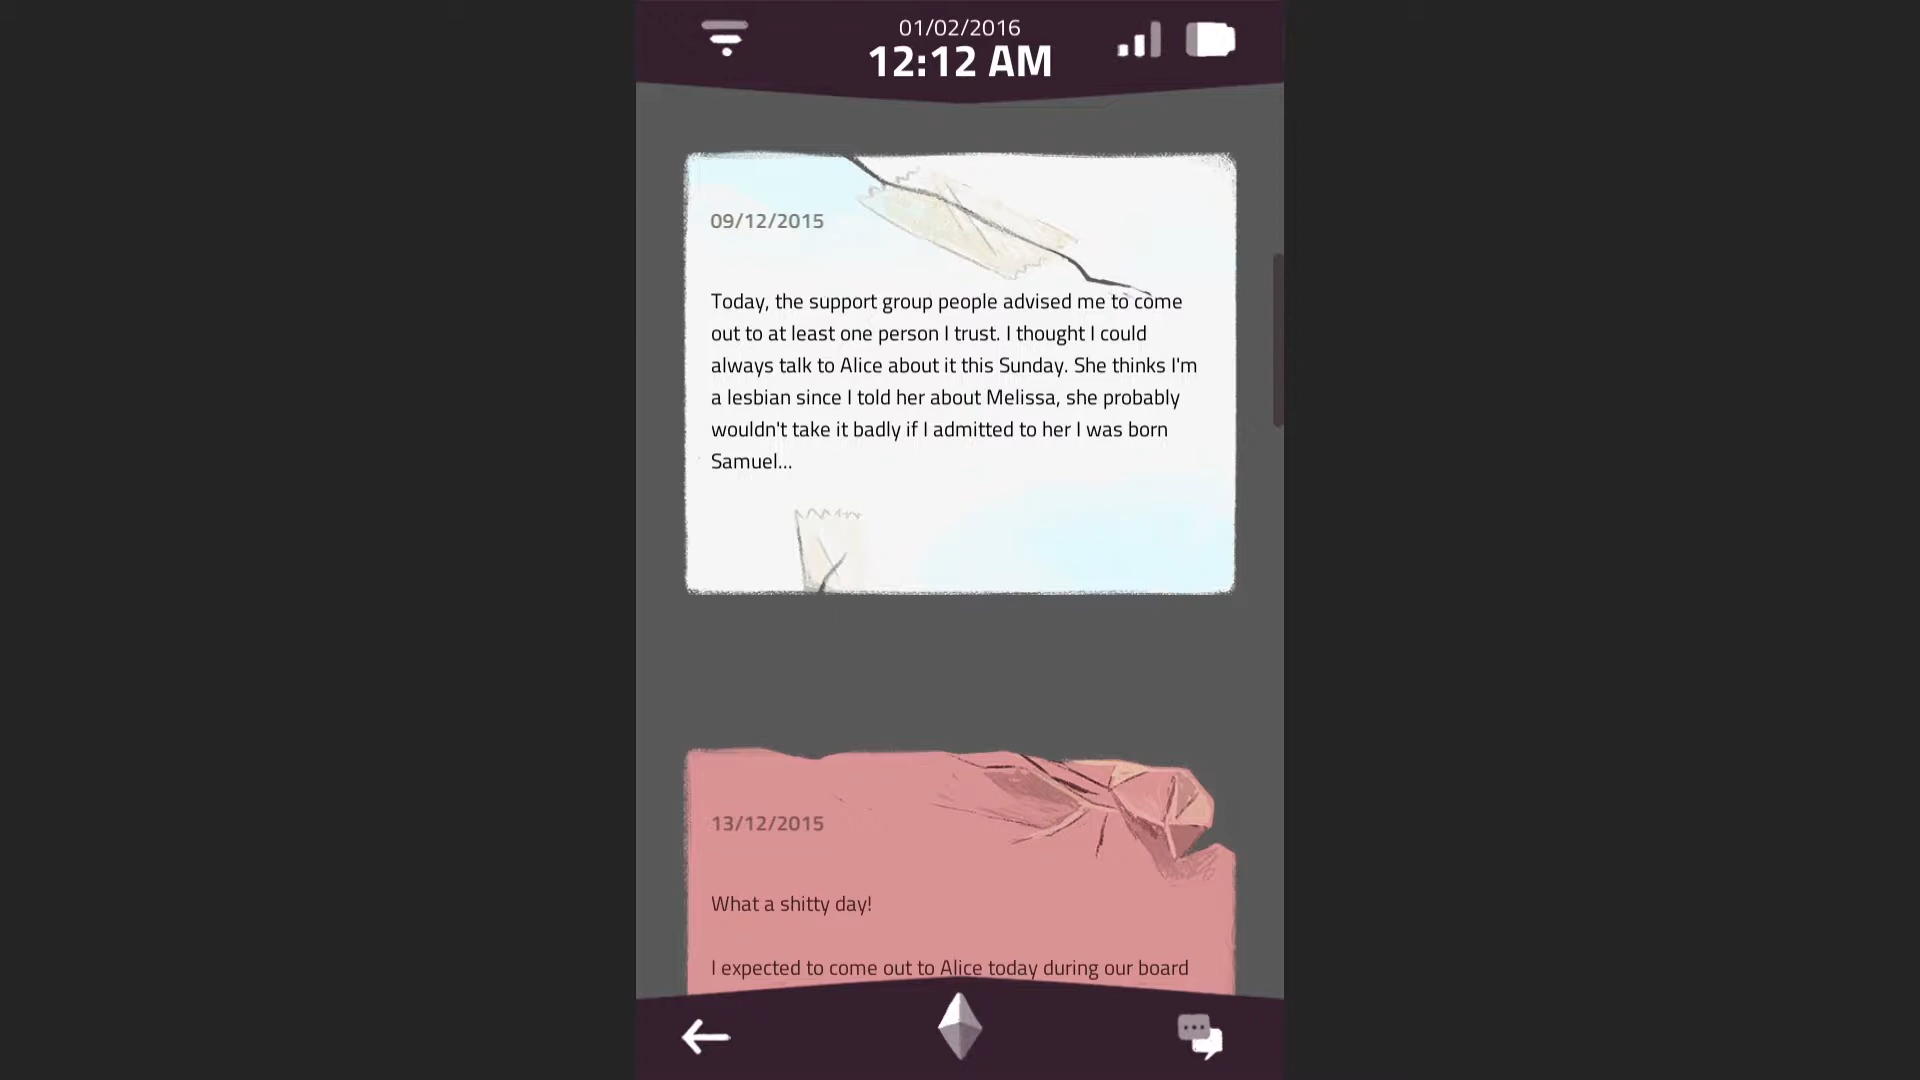 01/02/2016
12:12 AM
09/12/2015
Today, the support group people advised me to come
out to at least one person I trust. I thought I could
always talk to Alice about it this Sunday. She thinks I'm
a lesbian since I told her about Melissa, she probably
wouldn't take it badly if I admitted to her I was born
Samuel...
13/12/2015
What a shitty day!
I expected to come out to Alice today during our board